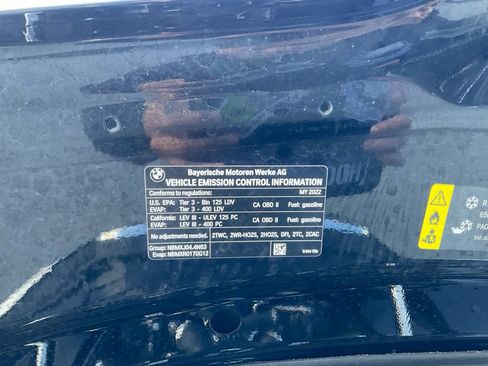 BMW
Bayerische Motoren Werke AG
VEHICLE EMISSION CONTROL INFORMATION
Conforms to regulations: MY 2022
U.S. EPA: Tier 3 - Bin 125 LDV CA OBD II Fuel: gasoline
EVAP: Tier 3 - 400 LDV
California: LEV III - ULEV 125 PC CA OBD II Fuel: gasoline
EVAP: LEV III - 400 PC
No adjustments needed. 2TWC, 2WR-HO2S, 2HO2S, DFI, 2TC, 2CAC
Group: NBMXJ04.4N63
Evap: NBMXR0170G12
R
PAG
SAE